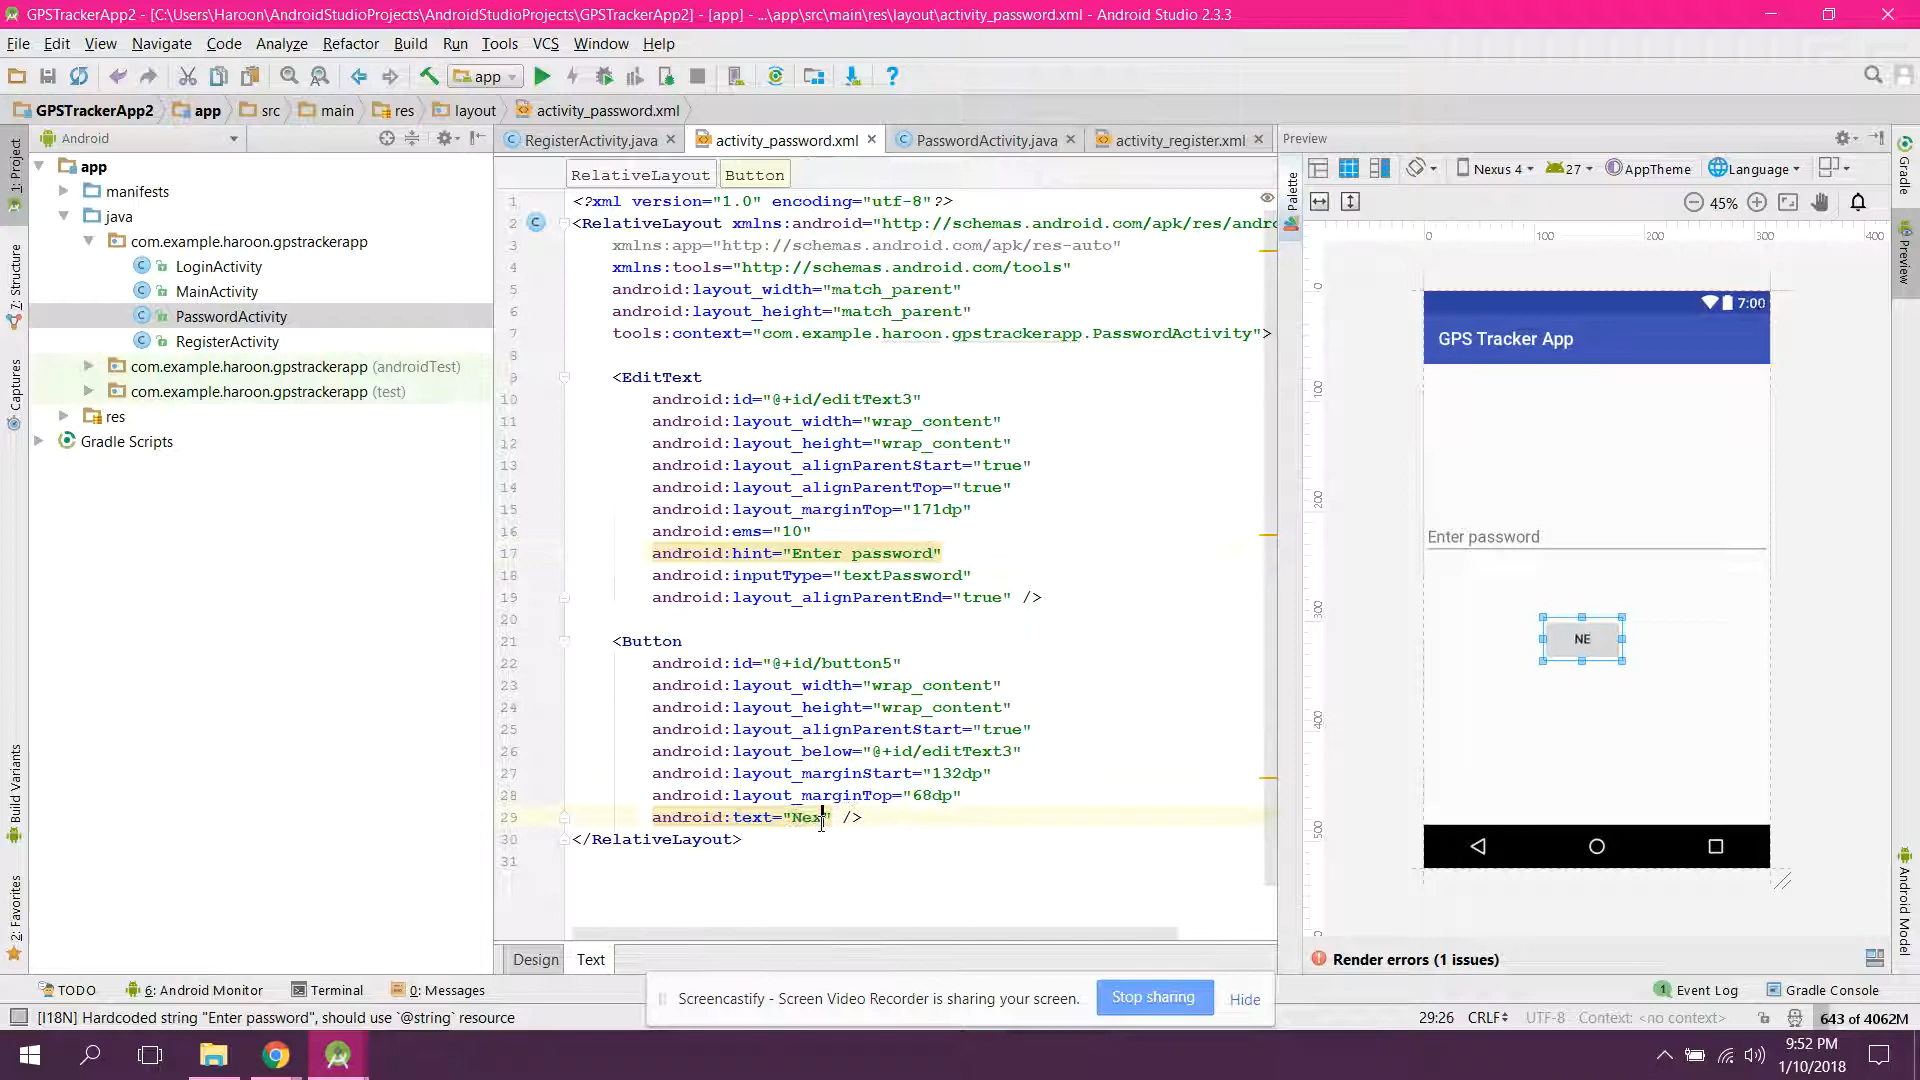 GPSTrackerApp2 - [C:\Users\Haroon\AndroidStudioProjects\AndroidStudioProjects\GPSTrackerApp2] - [app] - ...\app\src\main\res\layout\activity_password.xml - Android Studio 2.3.3
File Edit View Navigate Code Analyze Refactor Build Run Tools VCS Window Help
app
GPSTrackerApp2 app src main res layout activity_password.xml
Android
RegisterActivity.java activity_password.xml PasswordActivity.java activity_register.xml
Preview
1: Project
7: Structure
Captures
Build Variants
2: Favorites
app
manifests
java
com.example.haroon.gpstrackerapp
LoginActivity
MainActivity
PasswordActivity
RegisterActivity
com.example.haroon.gpstrackerapp (androidTest)
com.example.haroon.gpstrackerapp (test)
res
Gradle Scripts
RelativeLayout Button
1 <?xml version="1.0" encoding="utf-8"?>
2 <RelativeLayout xmlns:android="http://schemas.android.com/apk/res/andro
3 xmlns:app="http://schemas.android.com/apk/res-auto"
4 xmlns:tools="http://schemas.android.com/tools"
5 android:layout_width="match_parent"
6 android:layout_height="match_parent"
7 tools:context="com.example.haroon.gpstrackerapp.PasswordActivity">
8
9 <EditText
10 android:id="@+id/editText3"
11 android:layout_width="wrap_content"
12 android:layout_height="wrap_content"
13 android:layout_alignParentStart="true"
14 android:layout_alignParentTop="true"
15 android:layout_marginTop="171dp"
16 android:ems="10"
17 android:hint="Enter password"
18 android:inputType="textPassword"
19 android:layout_alignParentEnd="true" />
20
21 <Button
22 android:id="@+id/button5"
23 android:layout_width="wrap_content"
24 android:layout_height="wrap_content"
25 android:layout_alignParentStart="true"
26 android:layout_below="@+id/editText3"
27 android:layout_marginStart="132dp"
28 android:layout_marginTop="68dp"
29 android:text="Nex" />
30 </RelativeLayout>
31
Design Text
Palette
Nexus 4 27 AppTheme Language
45%
0 100 200 300 400
0
100
200
300
400
500
7:00
GPS Tracker App
Enter password
NE
Render errors (1 issues)
Gradle
Preview
Android Model
TODO 6: Android Monitor Terminal 0: Messages
Event Log Gradle Console
Screencastify - Screen Video Recorder is sharing your screen. Stop sharing Hide
[I18N] Hardcoded string "Enter password", should use `@string` resource
29:26 CRLF UTF-8 Context: <no context> 643 of 4062M
9:52 PM
1/10/2018